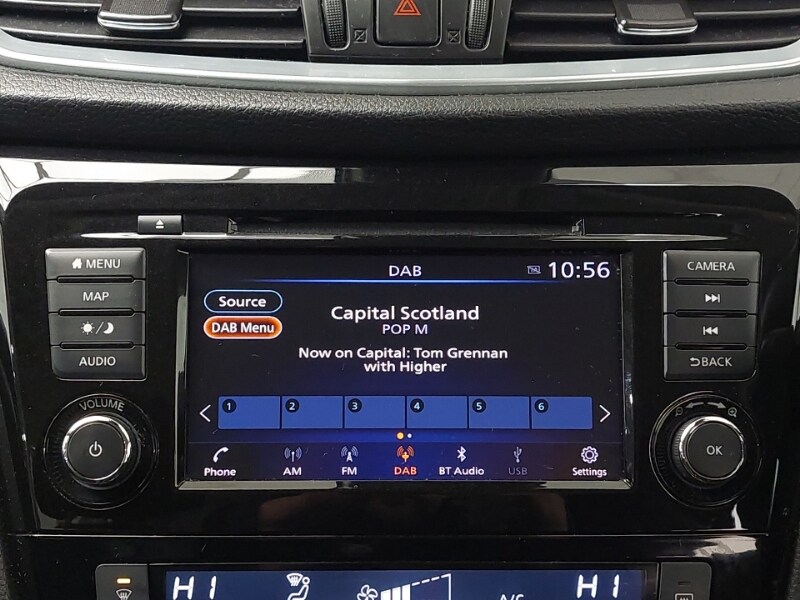 MENU
MAP
AUDIO
VOLUME
DAB
10:56
Source
DAB Menu
Capital Scotland
POP M
Now on Capital: Tom Grennan
with Higher
1 2 3 4 5 6
Phone AM FM DAB BT Audio USB Settings
CAMERA
BACK
OK
HI HI
A/C